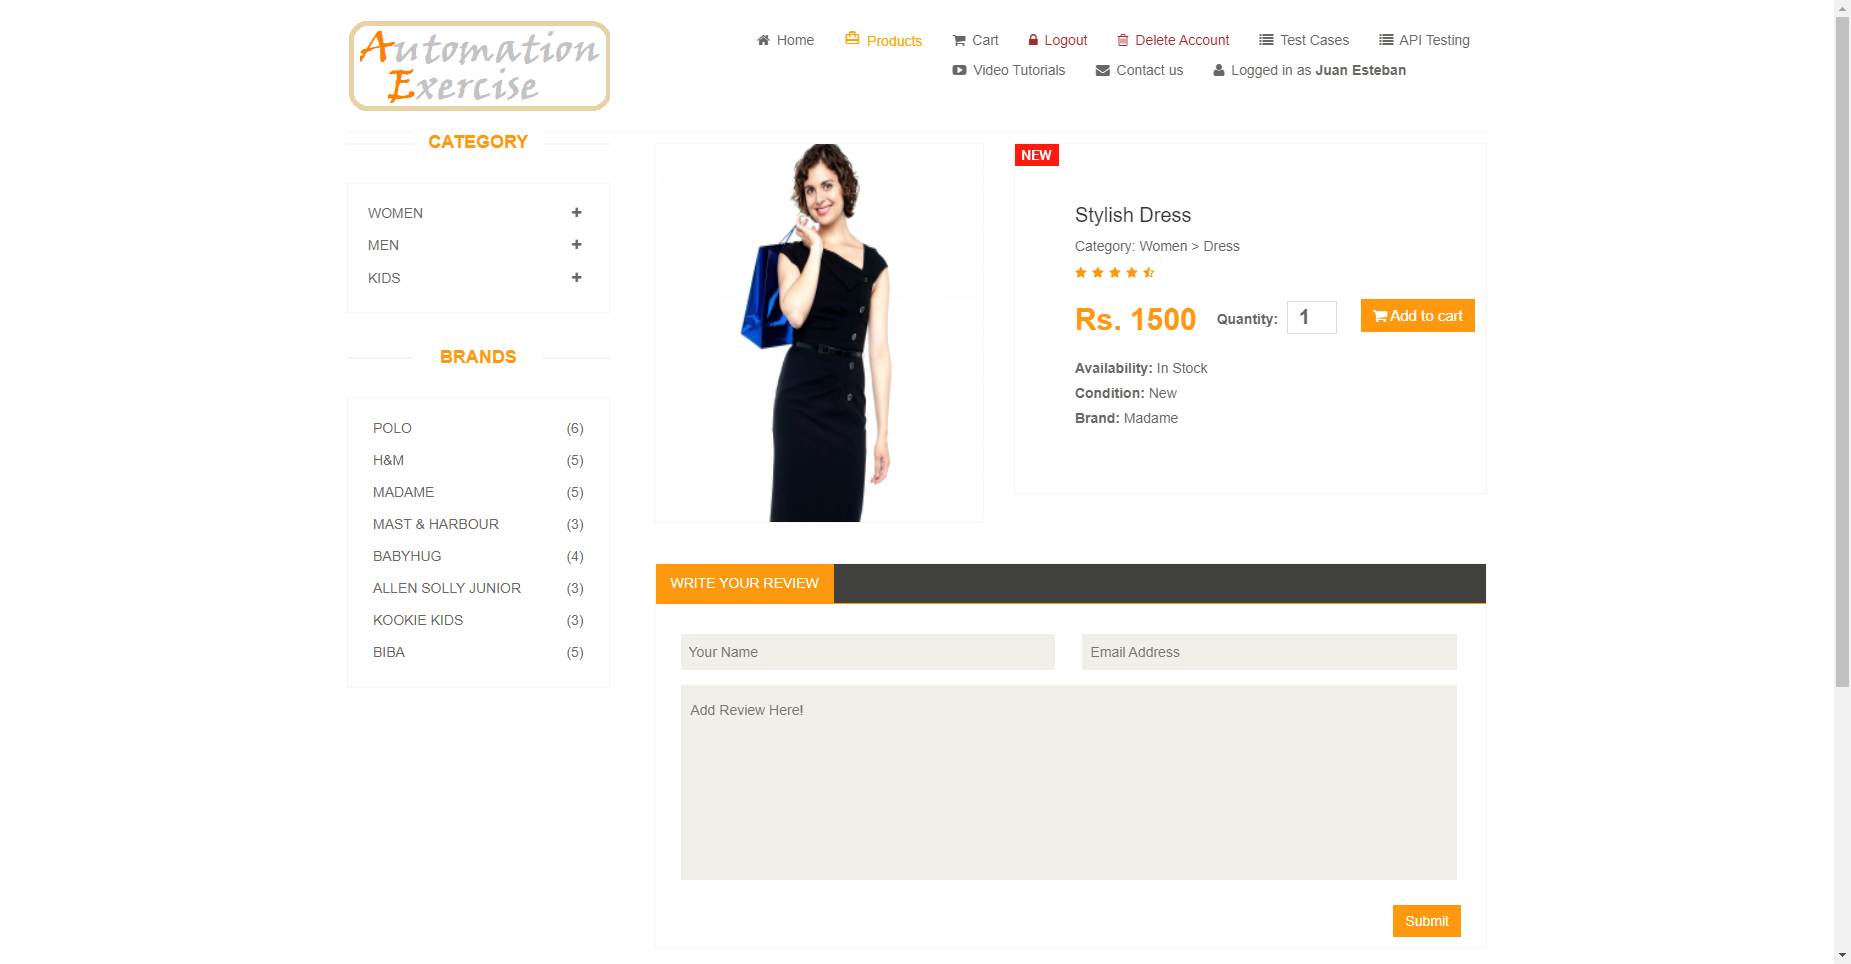 Automation
Exercise
Home
Products
Cart
Logout
Delete Account
Test Cases
API Testing
Video Tutorials
Contact us
Logged in as Juan Esteban
CATEGORY
WOMEN
MEN
KIDS
BRANDS
POLO (6)
H&M (5)
MADAME (5)
MAST & HARBOUR (3)
BABYHUG (4)
ALLEN SOLLY JUNIOR (3)
KOOKIE KIDS (3)
BIBA (5)
NEW
Stylish Dress
Category: Women > Dress
Rs. 1500 Quantity: 1 Add to cart
Availability: In Stock
Condition: New
Brand: Madame
WRITE YOUR REVIEW
Your Name
Email Address
Add Review Here!
Submit